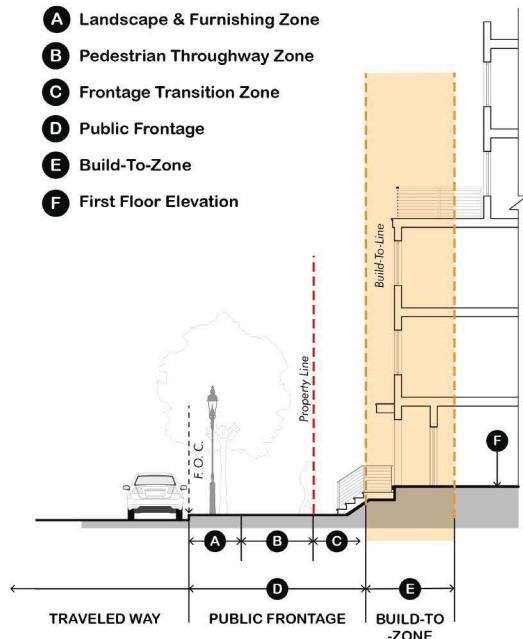 A Landscape & Furnishing Zone
B Pedestrian Throughway Zone
C Frontage Transition Zone
D Public Frontage
E Build-To-Zone
F First Floor Elevation
Build-To-Line
Property Line
F. O. C.
F
A B C
D E
TRAVELED WAY PUBLIC FRONTAGE BUILD-TO
-ZONE